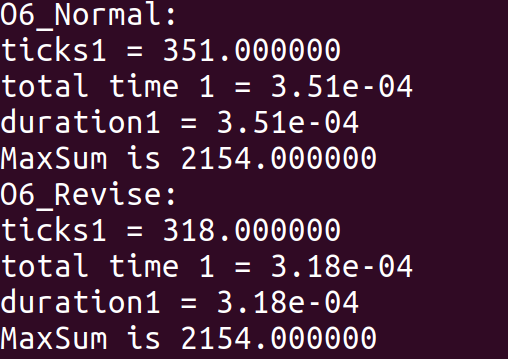 O6_Normal:
ticks1 = 351.000000
total time 1 = 3.51e-04
duration1 = 3.51e-04
MaxSum is 2154.000000
O6_Revise:
ticks1 = 318.000000
total time 1 = 3.18e-04
duration1 = 3.18e-04
MaxSum is 2154.000000